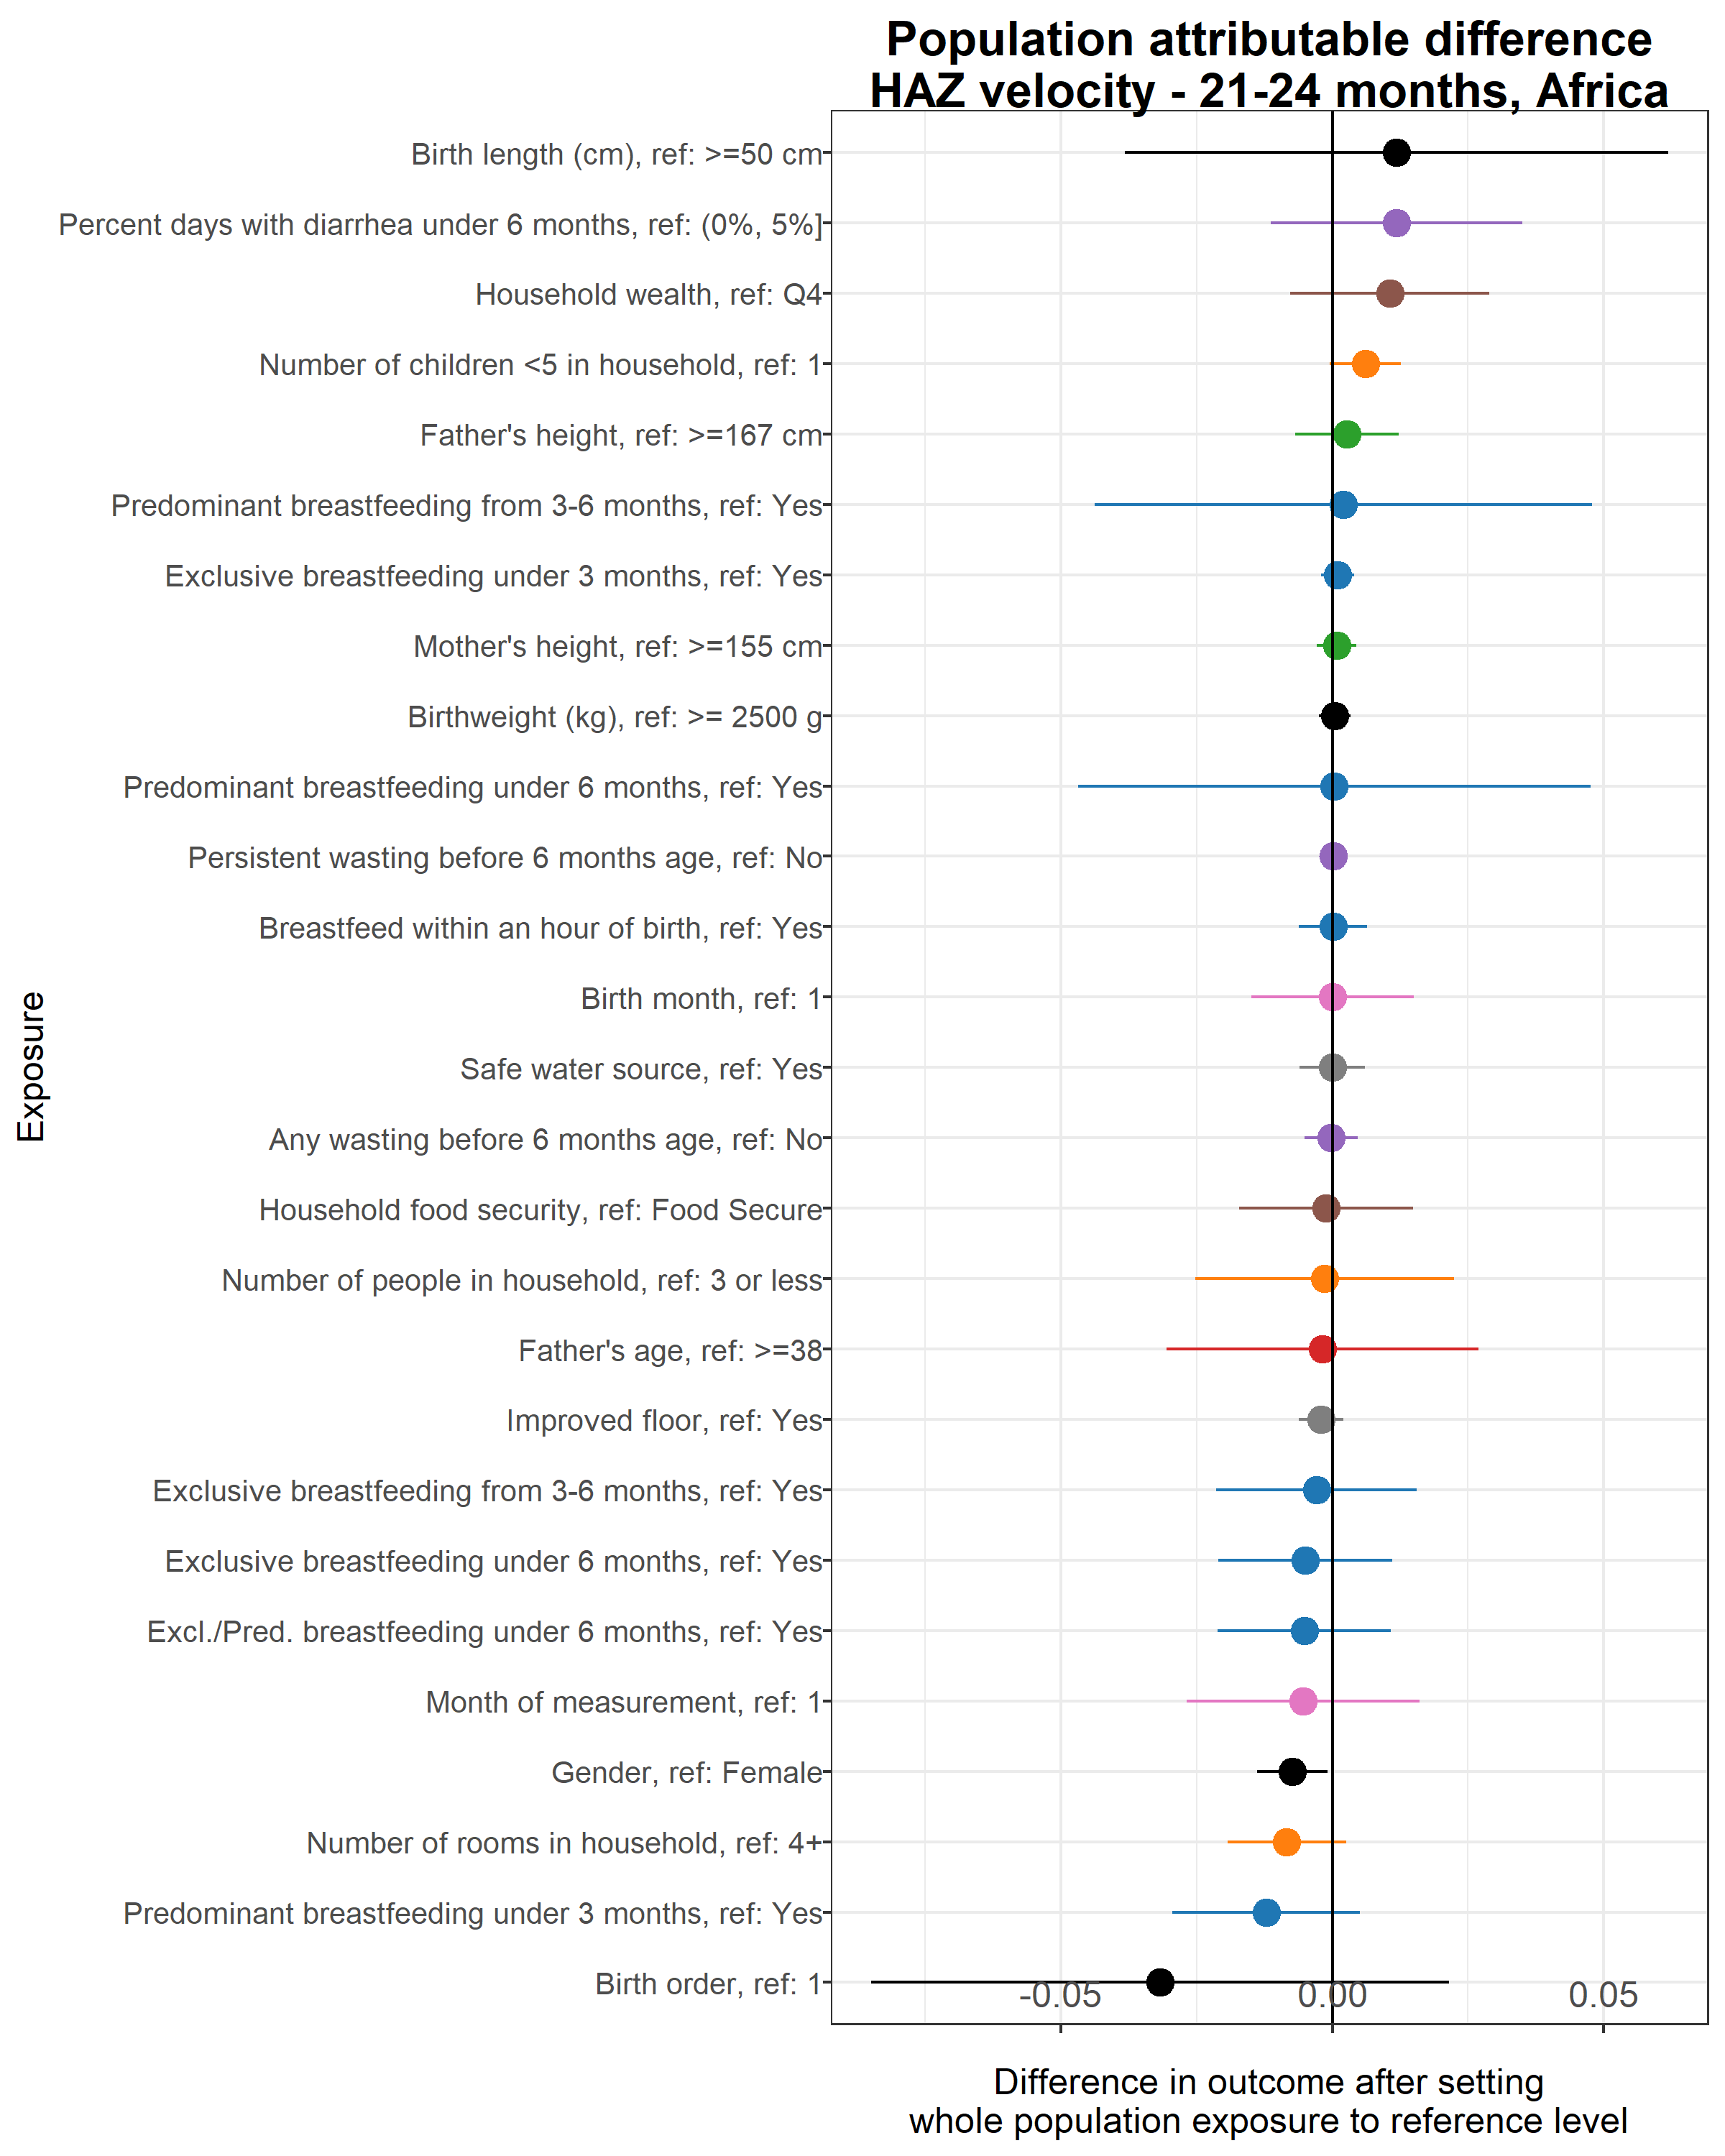 Population attributable difference
HAZ velocity - 21-24 months, Africa
Birth length (cm), ref: >=50 cm
Percent days with diarrhea under 6 months, ref: (0%, 5%]
Household wealth, ref: Q4
Number of children <5 in household, ref: 1
Father's height, ref: >=167 cm
Predominant breastfeeding from 3-6 months, ref: Yes
Exclusive breastfeeding under 3 months, ref: Yes
Mother's height, ref: >=155 cm
Birthweight (kg), ref: >= 2500 g
Predominant breastfeeding under 6 months, ref: Yes
Persistent wasting before 6 months age, ref: No
Breastfeed within an hour of birth, ref: Yes
Birth month, ref: 1
Safe water source, ref: Yes
Any wasting before 6 months age, ref: No
Household food security, ref: Food Secure
Number of people in household, ref: 3 or less
Father's age, ref: >=38
Improved floor, ref: Yes
Exclusive breastfeeding from 3-6 months, ref: Yes
Exclusive breastfeeding under 6 months, ref: Yes
Excl./Pred. breastfeeding under 6 months, ref: Yes
Month of measurement, ref: 1
Gender, ref: Female
Number of rooms in household, ref: 4+
Predominant breastfeeding under 3 months, ref: Yes
Birth order, ref: 1
Exposure
-0.05 0.00 0.05
Difference in outcome after setting
whole population exposure to reference level